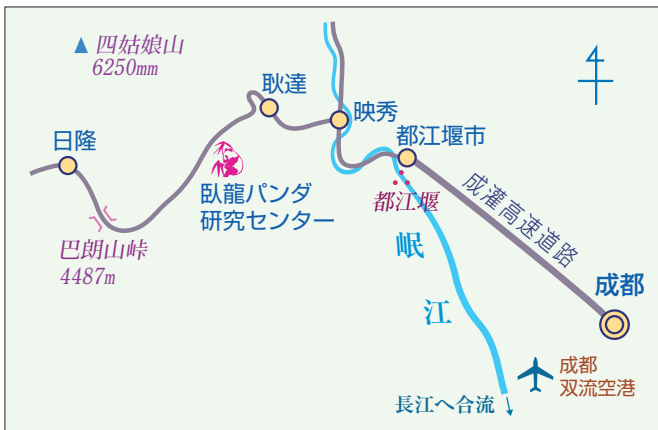 四姑娘山
6250mm
耿達
映秀
都江堰市
日隆
臥龍パンダ
研究センター
都江堰
成灌高速道路
巴朗山峠
4487m
岷江
成都
成都
双流空港
長江へ合流